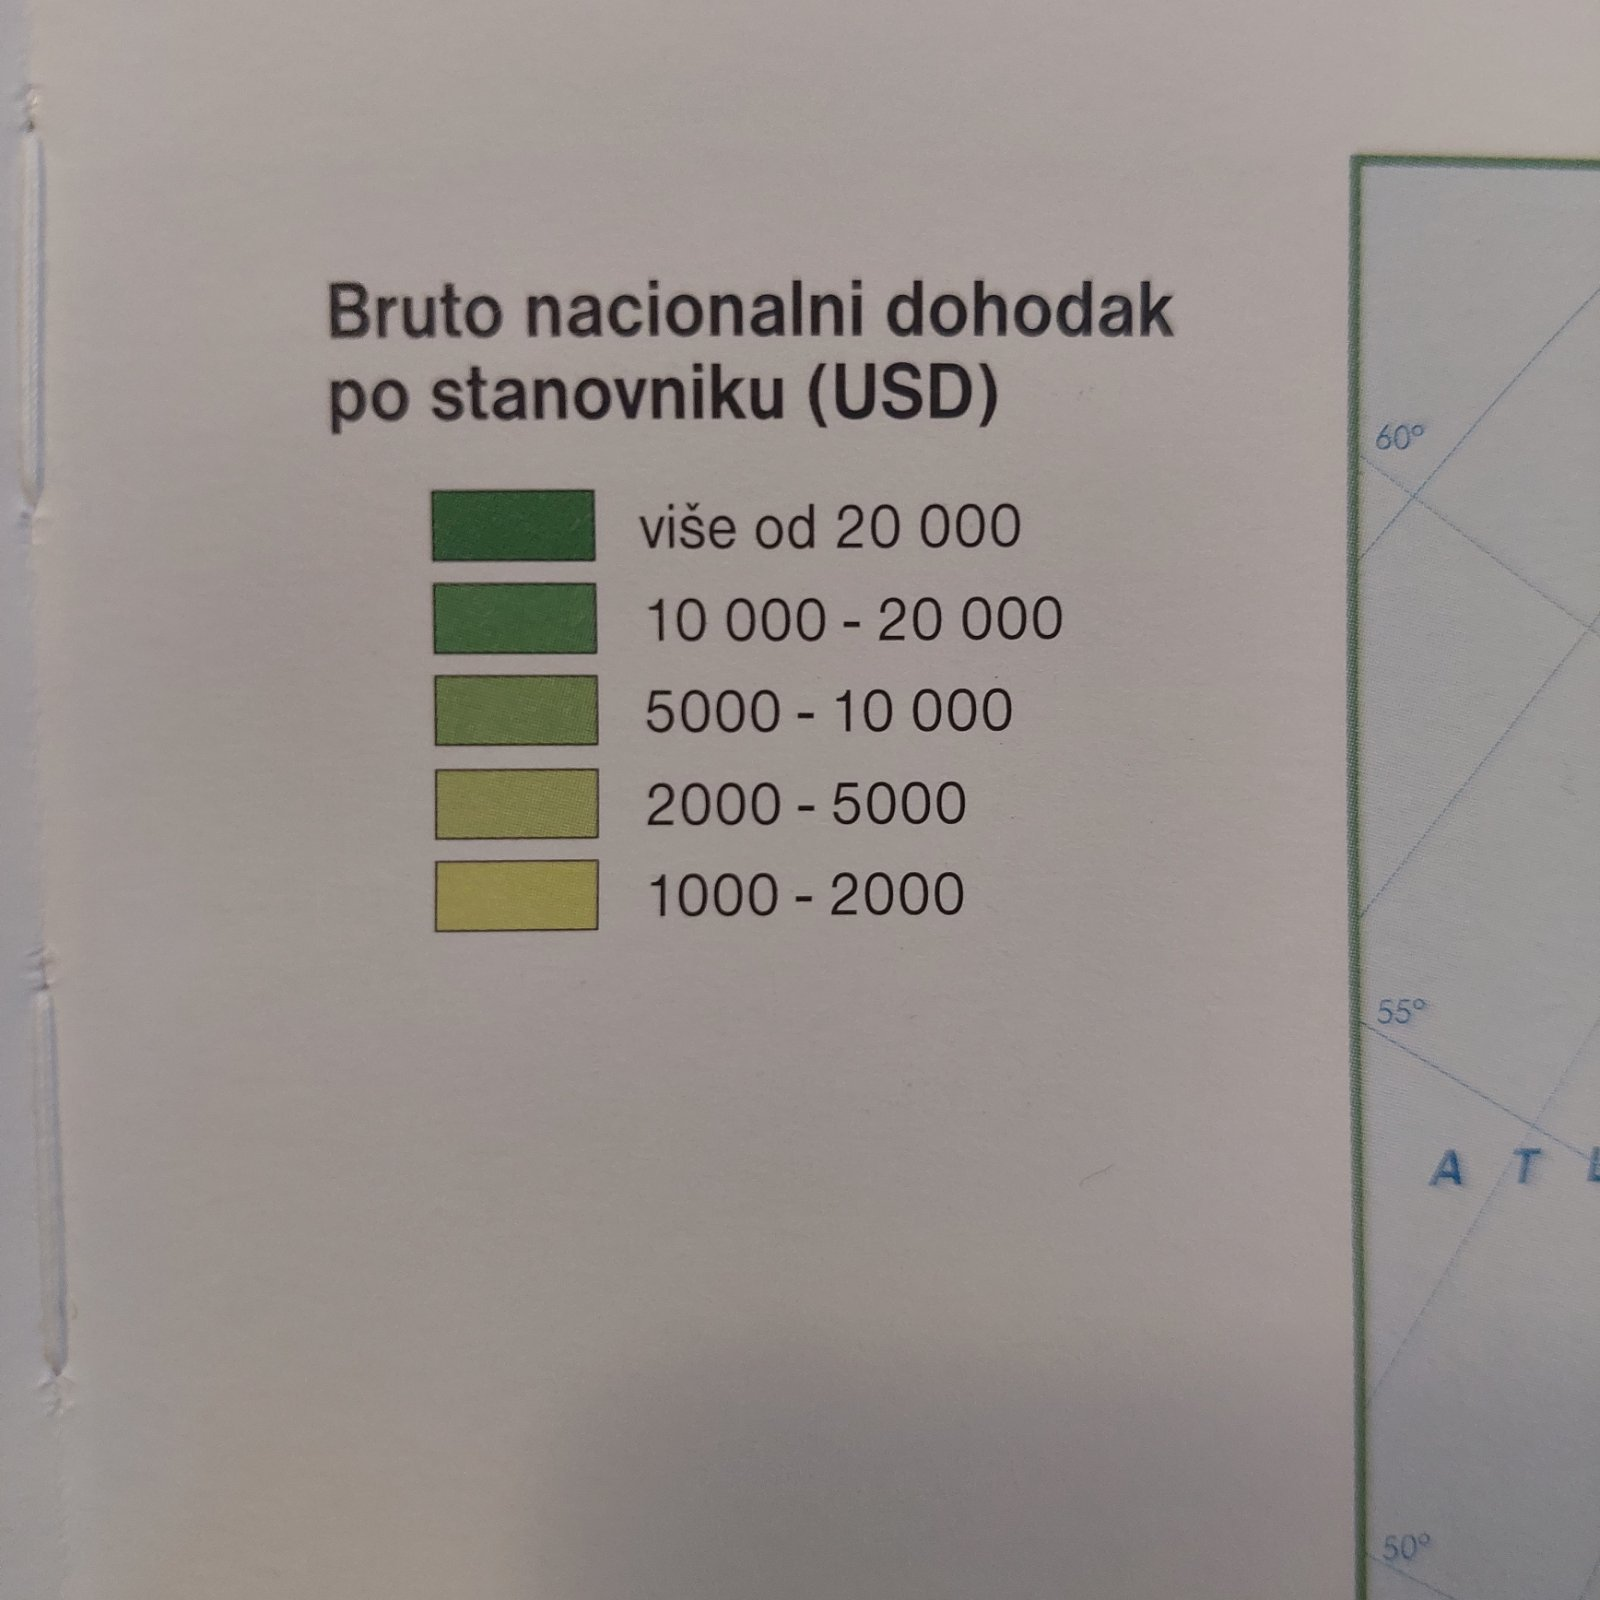 Bruto nacionalni dohodak
po stanovniku (USD)
više od 20 000
10 000 - 20 000
5000 - 10 000
2000 - 5000
1000 - 2000
60°
55°
A T
50°